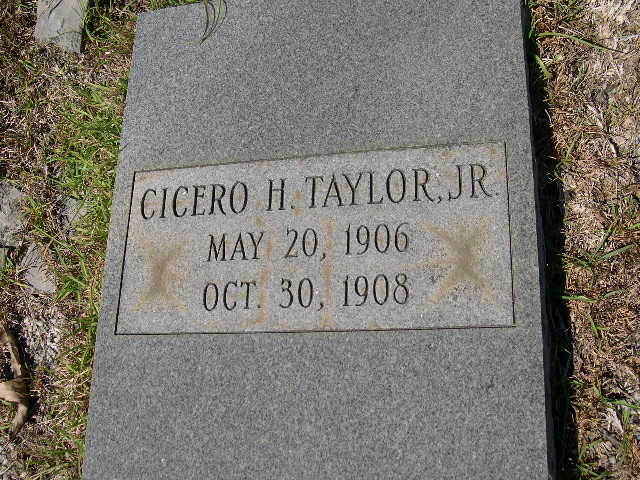 CICERO H. TAYLOR, JR.
MAY 20, 1906
OCT. 30, 1908